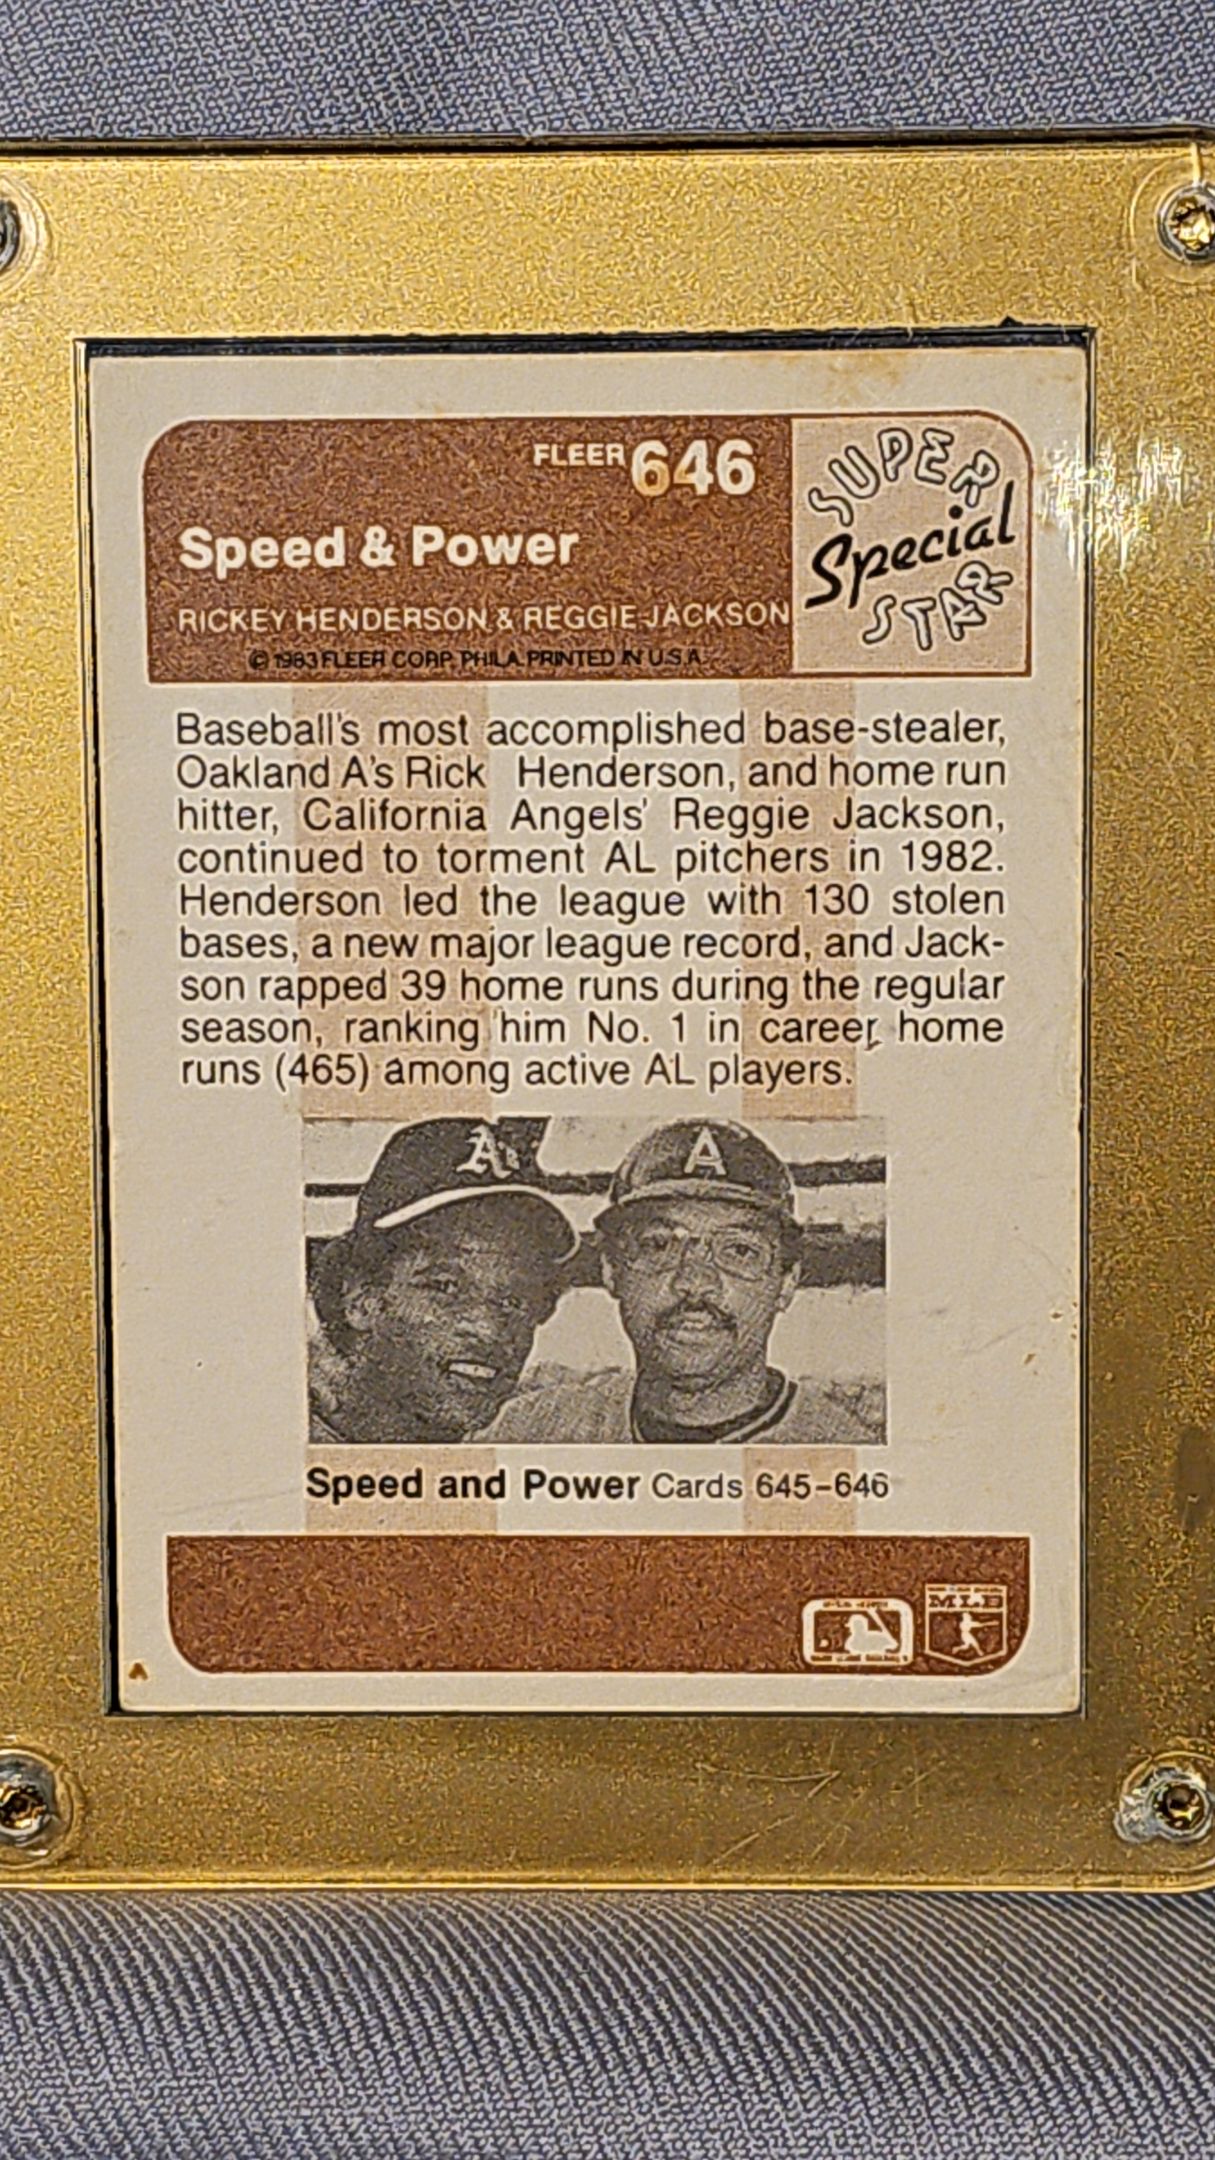 FLEER 646
SUPER
Special
STAR
Speed & Power
RICKEY HENDERSON & REGGIE JACKSON
© 1983 FLEER CORP. PHILA. PRINTED IN U.S.A.
Baseball's most accomplished base-stealer,
Oakland A's Rick Henderson, and home run
hitter, California Angels' Reggie Jackson,
continued to torment AL pitchers in 1982.
Henderson led the league with 130 stolen
bases, a new major league record, and Jack-
son rapped 39 home runs during the regular
season, ranking him No. 1 in career home
runs (465) among active AL players.
A's
A
Speed and Power Cards 645-646
MLB